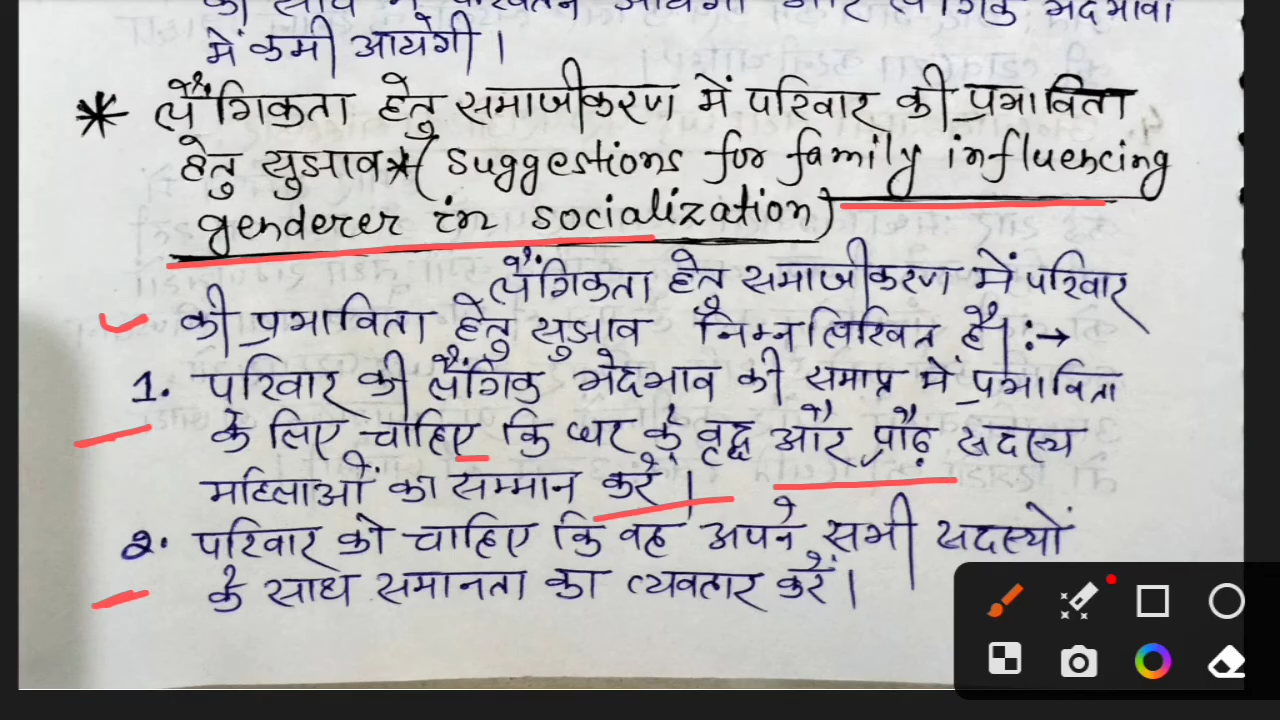 में कमी आयेगी।
* लैंगिकता हेतु समाजीकरण में परिवार की प्रभाविता
हेतु सुझाव*( suggestions for family influencing
genderer in socialization)
लैंगिकता हेतु समाजीकरण में परिवार
की प्रभाविता हेतु सुझाव निम्नलिखित हैं।:→
1. परिवार की लैंगिक भेदभाव की समाप्त में प्रभाविता
के लिए चाहिए कि घर के वृद्ध और प्रौढ़ सदस्य
महिलाओं का सम्मान करें।
2. परिवार को चाहिए कि वह अपने सभी सदस्यों
के साथ समानता का व्यवहार करें।